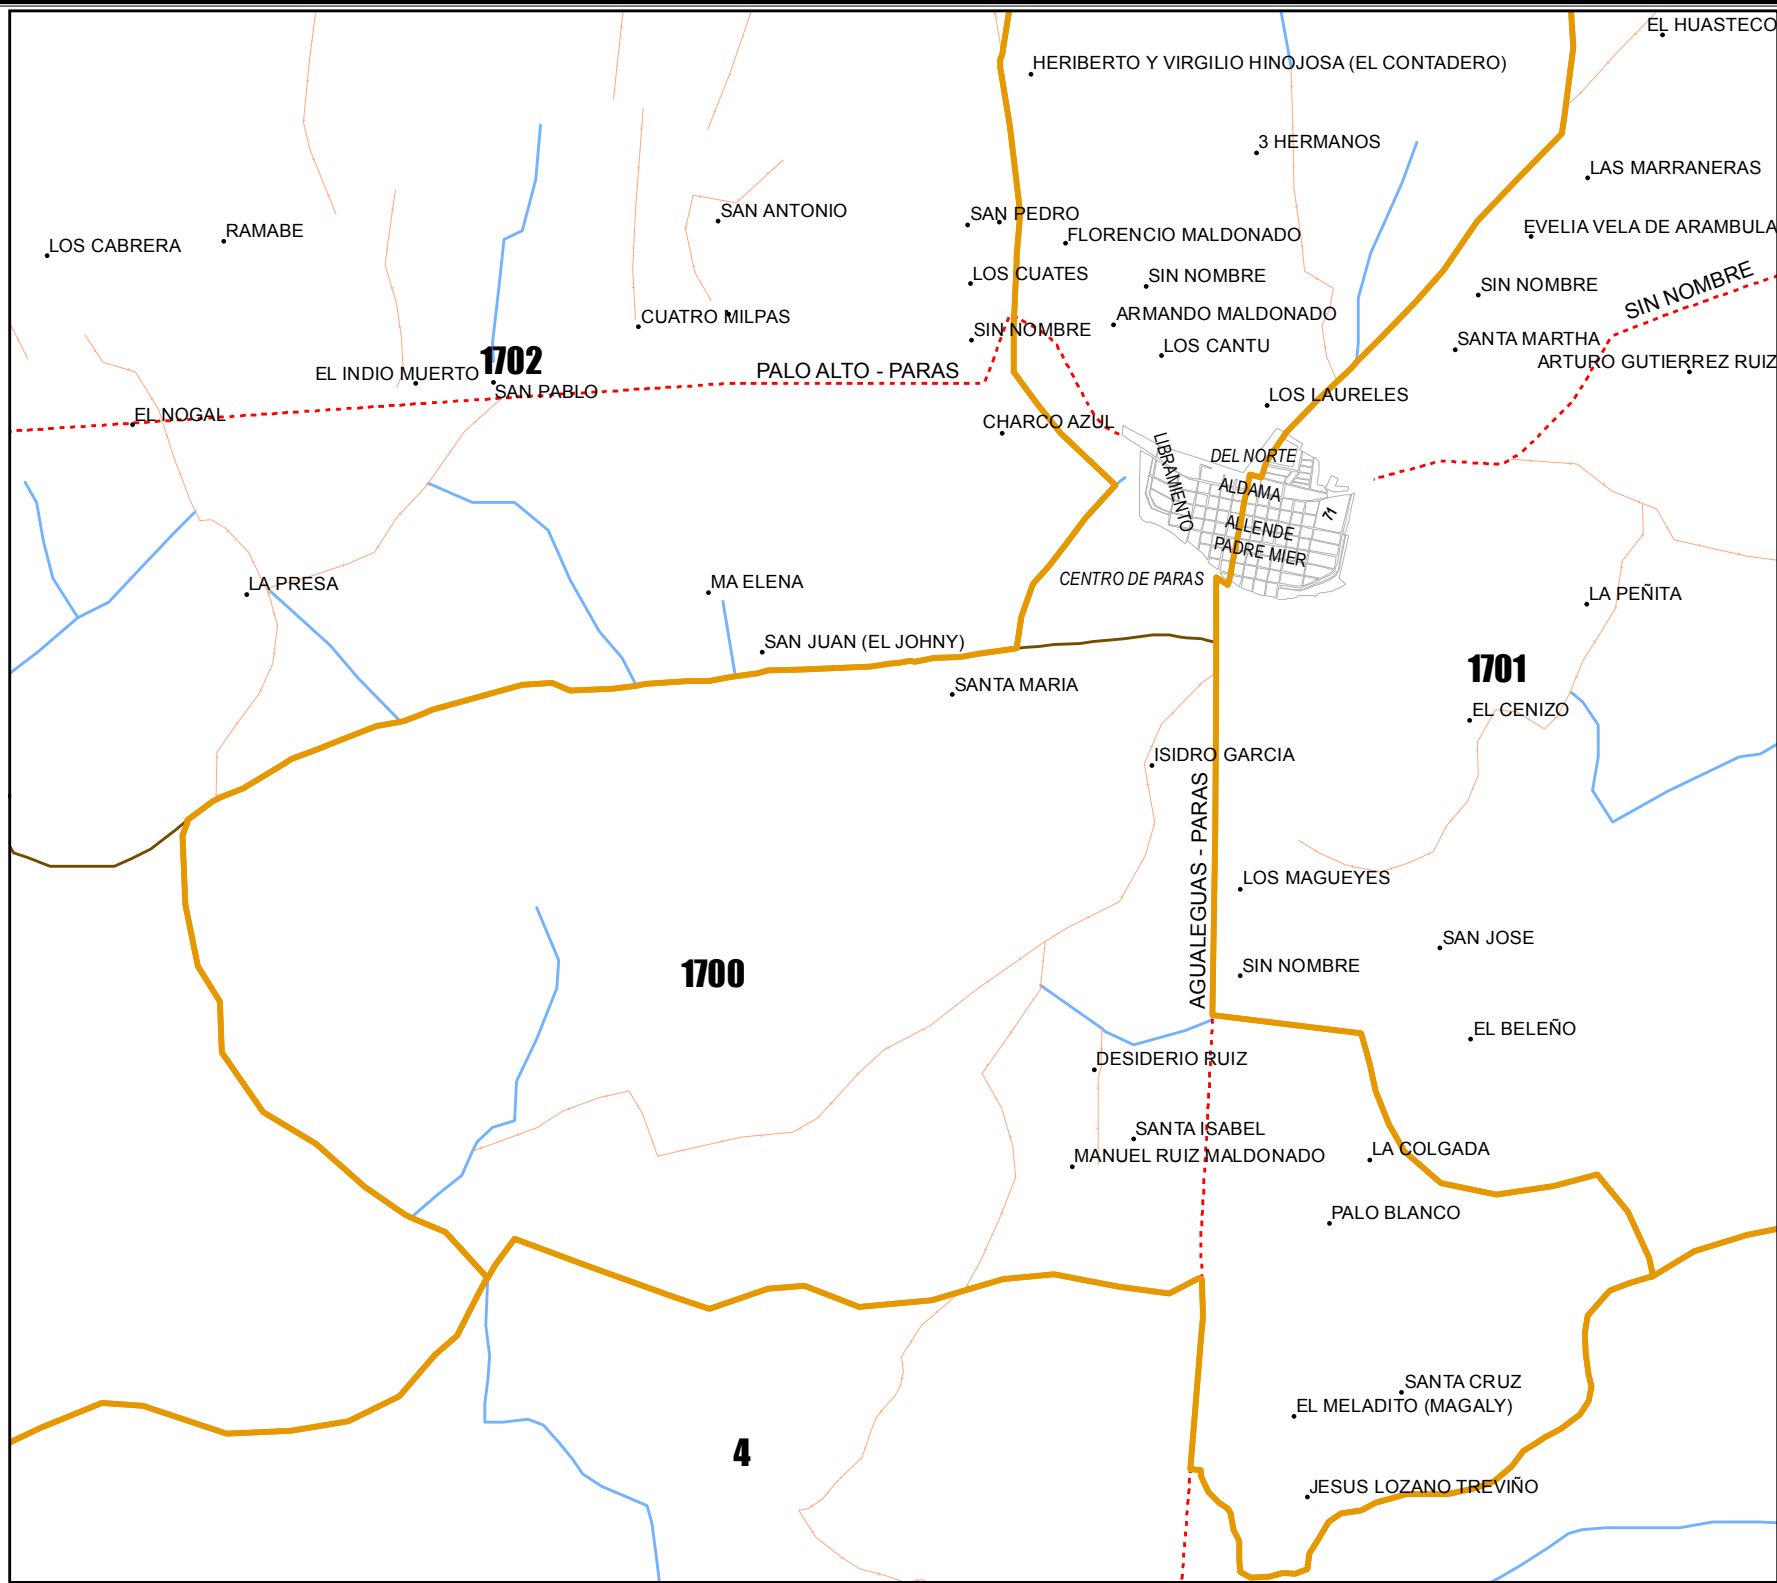 EL HUASTECO
HERIBERTO Y VIRGILIO HINOJOSA (EL CONTADERO)
3 HERMANOS
LAS MARRANERAS
SAN ANTONIO
SAN PEDRO
RAMABE
FLORENCIO MALDONADO
EVELIA VELA DE ARAMBULA
LOS CABRERA
LOS CUATES
SIN NOMBRE
SIN NOMBRE
SIN NOMBRE
CUATRO MILPAS
ARMANDO MALDONADO
SIN NOMBRE
SANTA MARTHA
LOS CANTU
1702
ARTURO GUTIERREZ RUIZ
EL INDIO MUERTO
PALO ALTO - PARAS
SAN PABLO
LOS LAURELES
EL NOGAL
CHARCO AZUL
LIBRAMIENTO
DEL NORTE
ALDAMA
71
ALLENDE
PADRE MIER
CENTRO DE PARAS
LA PRESA
MA ELENA
LA PEÑITA
SAN JUAN (EL JOHNY)
1701
SANTA MARIA
EL CENIZO
ISIDRO GARCIA
AGUALEGUAS - PARAS
LOS MAGUEYES
SAN JOSE
1700
SIN NOMBRE
EL BELEÑO
DESIDERIO RUIZ
SANTA ISABEL
LA COLGADA
MANUEL RUIZ MALDONADO
PALO BLANCO
SANTA CRUZ
EL MELADITO (MAGALY)
4
JESUS LOZANO TREVIÑO